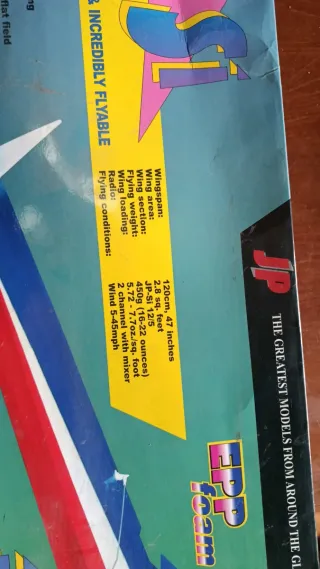 & INCREDIBLY FLYABLE
Wingspan: 120cm, 47 inches
Wing area: 2.8 sq. feet
Wing section: JP-SI 12/5
Flying weight: 450g (16-22 ounces)
Wing loading: 5.72 - 7.7oz./sq. foot
Radio: 2 channel with mixer
Flying conditions: Wind 5-45mph
JP
THE GREATEST MODELS FROM AROUND THE
EPP
foam
flat field